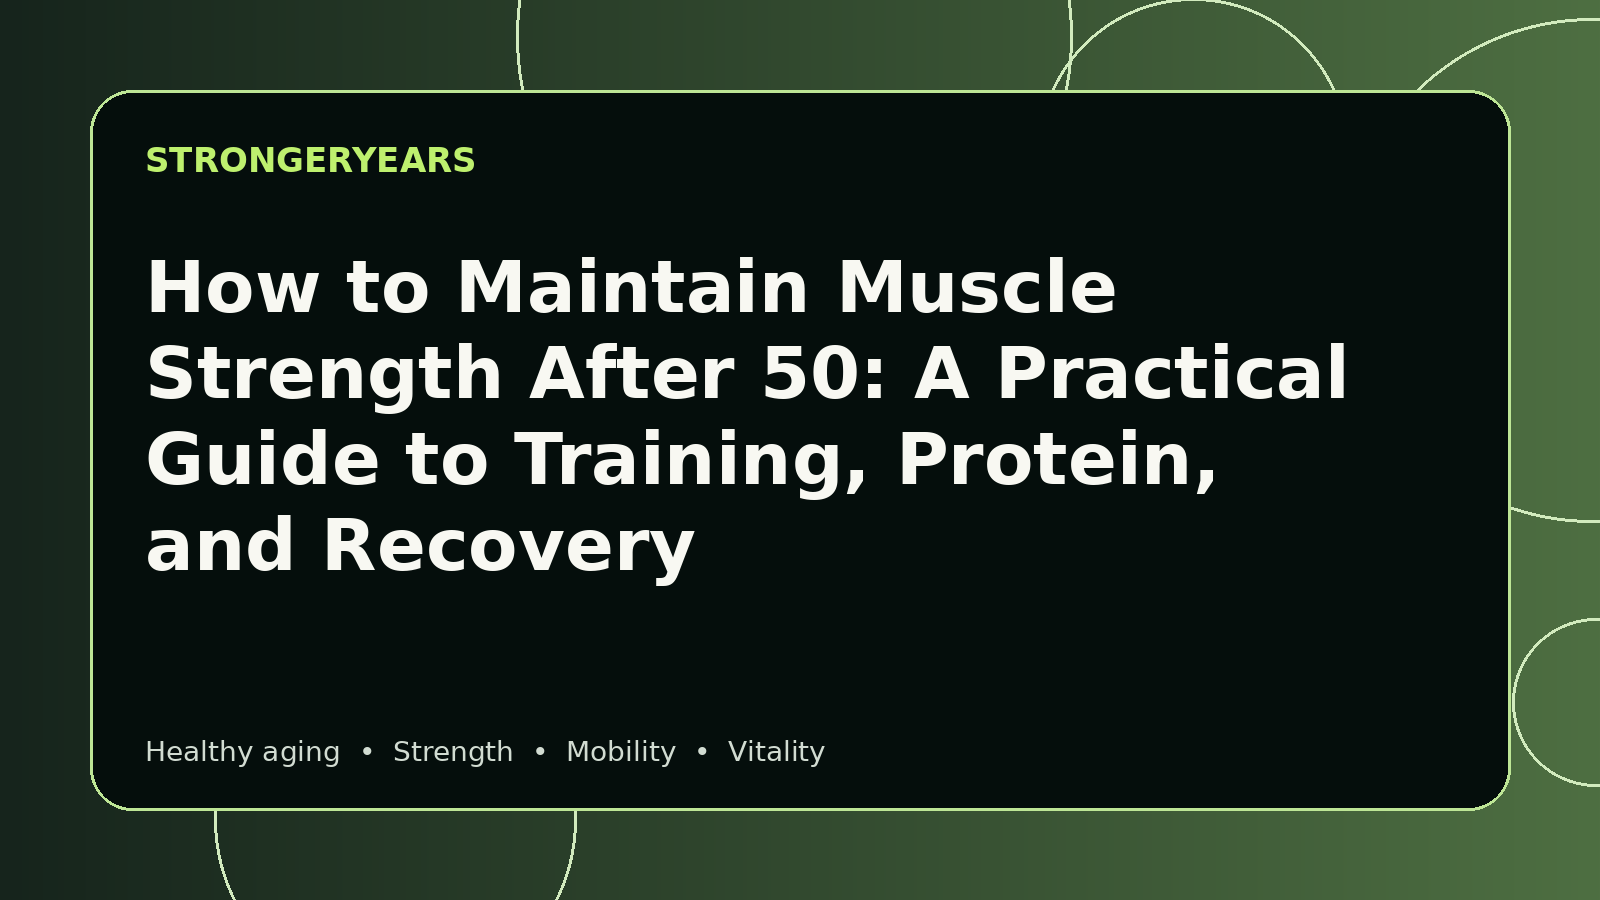 STRONGERYEARS
How to Maintain Muscle
Strength After 50: A Practical
Guide to Training, Protein,
and Recovery
Healthy aging • Strength • Mobility • Vitality